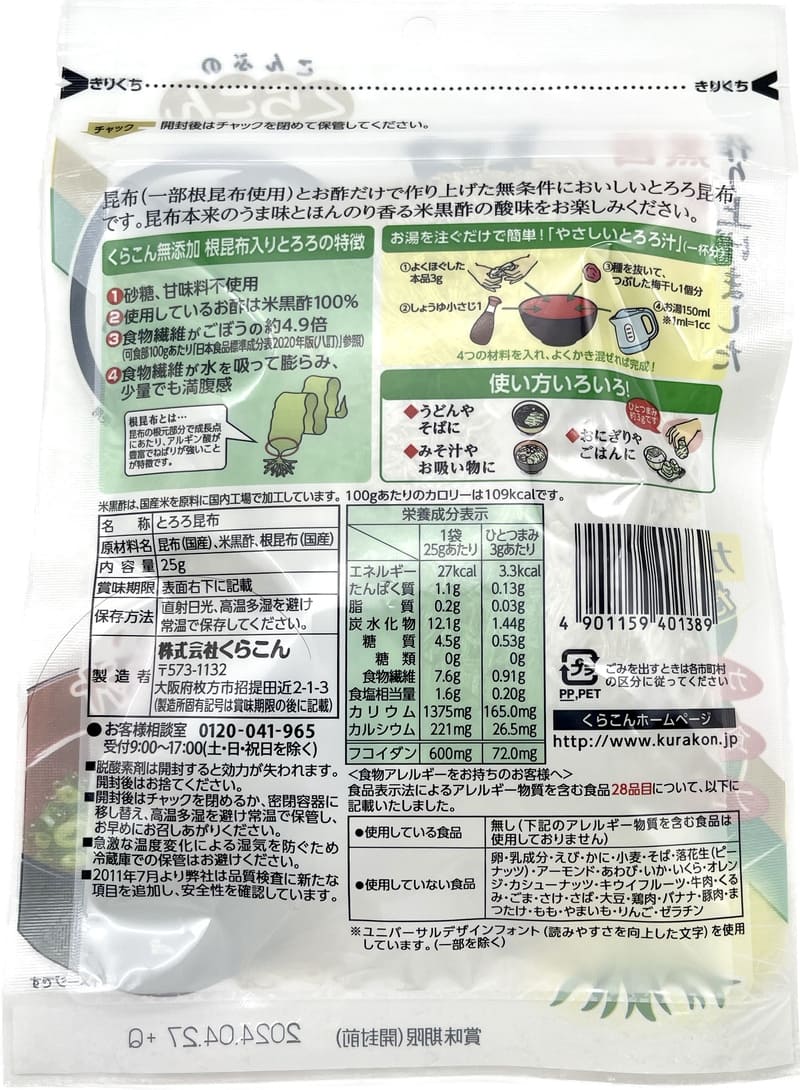 こんぶの
くらこん
きりくち きりくち
チャック 開封後はチャックを閉めて保管してください。
昆布(一部根昆布使用)とお酢だけで作り上げた無条件においしいとろろ昆布
です。昆布本来のうま味とほんのり香る米黒酢の酸味をお楽しみください。
くらこん無添加 根昆布入りとろろの特徴
❶砂糖、甘味料不使用
❷使用しているお酢は米黒酢100%
❸食物繊維がごぼうの約4.9倍
(可食部100gあたり「日本食品標準成分表2020年版(八訂)」参照)
❹食物繊維が水を吸って膨らみ、
少量でも満腹感
根昆布とは…
昆布の根元部分で成長点
にあたり、アルギン酸が
豊富でねばりが強いこと
が特徴です。
お湯を注ぐだけで簡単!「やさしいとろろ汁」(一杯分)
①よくほぐした
本品3g
②しょうゆ小さじ1
③種を抜いて、
つぶした梅干し1個分
④お湯150ml
※1ml=1cc
4つの材料を入れ、よくかき混ぜれば完成!
使い方いろいろ!
◆うどんや
そばに
◆みそ汁や
お吸い物に
ひとつまみ
約3gです
◆おにぎりや
ごはんに
米黒酢は、国産米を原料に国内工場で加工しています。 100gあたりのカロリーは109kcalです。
名 称 とろろ昆布
原材料名 昆布(国産)、米黒酢、根昆布(国産)
内 容 量 25g
賞味期限 表面右下に記載
保存方法 直射日光、高温多湿を避け
常温で保存してください。
製 造 者 株式会社くらこん
〒573-1132
大阪府枚方市招提田近2-1-3
(製造所固有記号は賞味期限の後に記載)
●お客様相談室 0120-041-965
受付9:00~17:00(土・日・祝日を除く)
■脱酸素剤は開封すると効力が失われます。
開封後はお捨てください。
■開封後はチャックを閉めるか、密閉容器に
移し替え、高温多湿を避け常温で保管し、
お早めにお召しあがりください。
■急激な温度変化による湿気を防ぐため
冷蔵庫での保管はお避けください。
■2011年7月より弊社は品質検査に新たな
項目を追加し、安全性を確認しています。
栄養成分表示
1袋 ひとつまみ
25gあたり 3gあたり
エネルギー 27kcal 3.3kcal
たんぱく質 1.1g 0.13g
脂 質 0.2g 0.03g
炭水化物 12.1g 1.44g
糖 質 4.5g 0.53g
糖 類 0g 0g
食物繊維 7.6g 0.91g
食塩相当量 1.6g 0.20g
カリウム 1375mg 165.0mg
カルシウム 221mg 26.5mg
フコイダン 600mg 72.0mg
4 901159 401389
プラ
PP,PET
ごみを出すときは各市町村
の区分に従ってください
くらこんホームページ
http://www.kurakon.jp
<食物アレルギーをお持ちのお客様へ>
食品表示法によるアレルギー物質を含む食品28品目について、以下に
記載いたしました。
●使用している食品 無し(下記のアレルギー物質を含む食品は
使用しておりません)
●使用していない食品 卵・乳成分・えび・かに・小麦・そば・落花生(ピー
ナッツ)・アーモンド・あわび・いか・いくら・オレン
ジ・カシューナッツ・キウイフルーツ・牛肉・くる
み・ごま・さけ・さば・大豆・鶏肉・バナナ・豚肉・ま
つたけ・もも・やまいも・りんご・ゼラチン
※ユニバーサルデザインフォント(読みやすさを向上した文字)を使用
しています。(一部を除く)
賞味期限(開封前) 2024.04.27 +Q